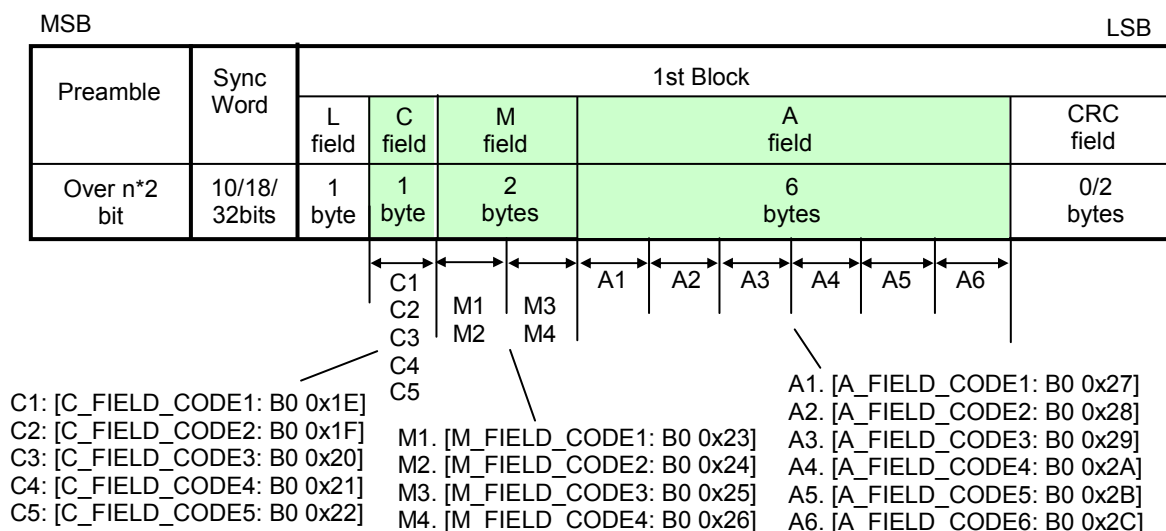 MSB
LSB
Preamble
Sync
Word
1st Block
L
field
C
field
M
field
A
field
CRC
field
Over n*2
bit
10/18/
32bits
1
byte
1
byte
2
bytes
6
bytes
0/2
bytes
C1
C2
C3
C4
C5
M1
M2
M3
M4
A1
A2
A3
A4
A5
A6
C1: [C_FIELD_CODE1: B0 0x1E]
C2: [C_FIELD_CODE2: B0 0x1F]
C3: [C_FIELD_CODE3: B0 0x20]
C4: [C_FIELD_CODE4: B0 0x21]
C5: [C_FIELD_CODE5: B0 0x22]
M1. [M_FIELD_CODE1: B0 0x23]
M2. [M_FIELD_CODE2: B0 0x24]
M3. [M_FIELD_CODE3: B0 0x25]
M4. [M_FIELD_CODE4: B0 0x26]
A1. [A_FIELD_CODE1: B0 0x27]
A2. [A_FIELD_CODE2: B0 0x28]
A3. [A_FIELD_CODE3: B0 0x29]
A4. [A_FIELD_CODE4: B0 0x2A]
A5. [A_FIELD_CODE5: B0 0x2B]
A6. [A_FIELD_CODE6: B0 0x2C]